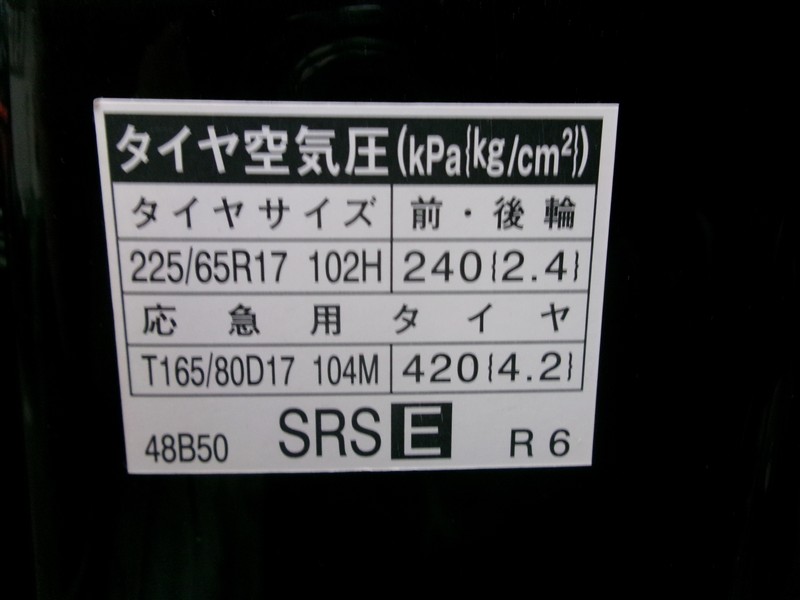 タイヤ空気圧(kPa{kg/cm²})
タイヤサイズ 前・後輪
225/65R17 102H 240{2.4}
応急用タイヤ
T165/80D17 104M 420{4.2}
48B50 SRS E R6